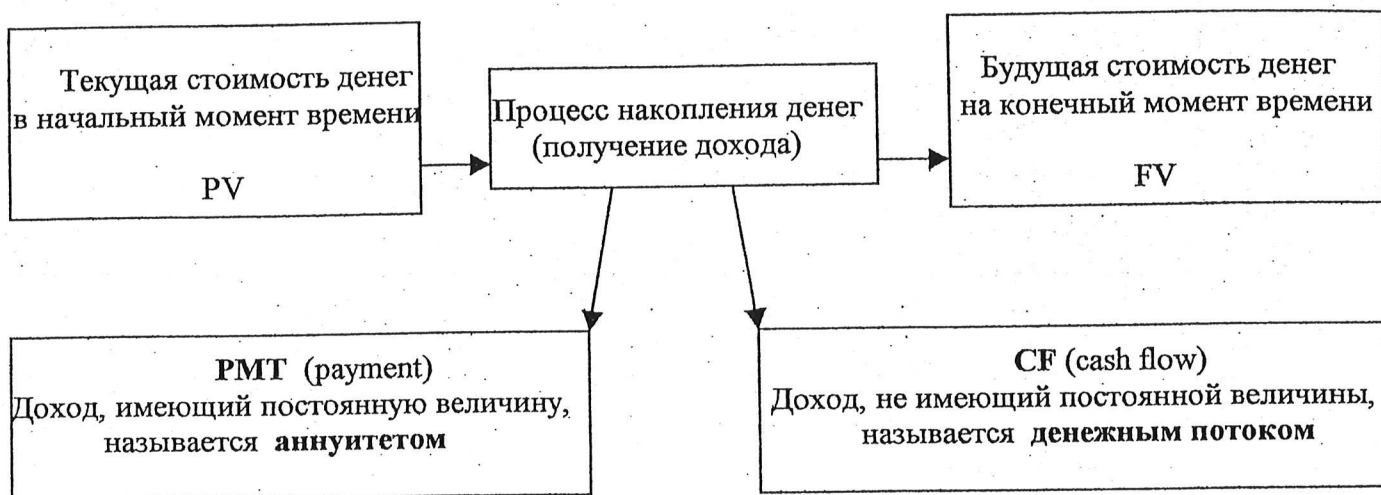 Текущая стоимость денег
в начальный момент времени
PV
Процесс накопления денег
(получение дохода)
Будущая стоимость денег
на конечный момент времени
FV
PMT (payment)
Доход, имеющий постоянную величину,
называется аннуитетом
CF (cash flow)
Доход, не имеющий постоянной величины,
называется денежным потоком